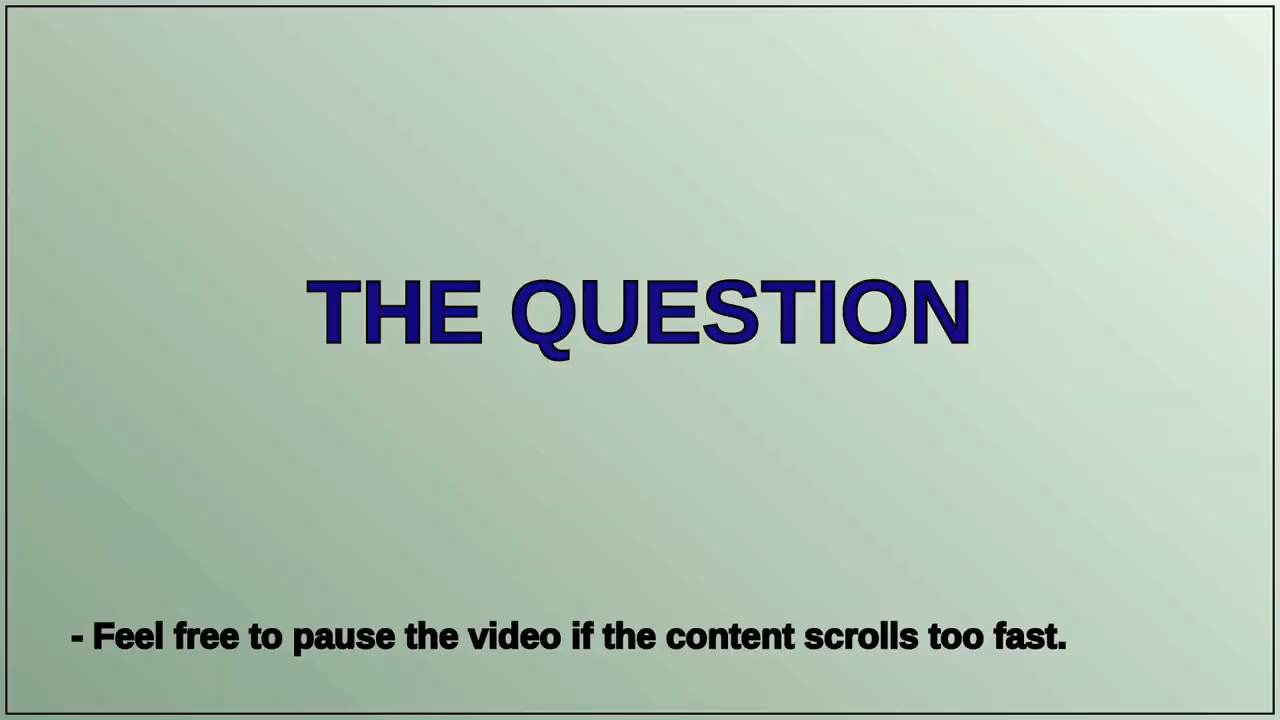 THE QUESTION
- Feel free to pause the video if the content scrolls too fast.